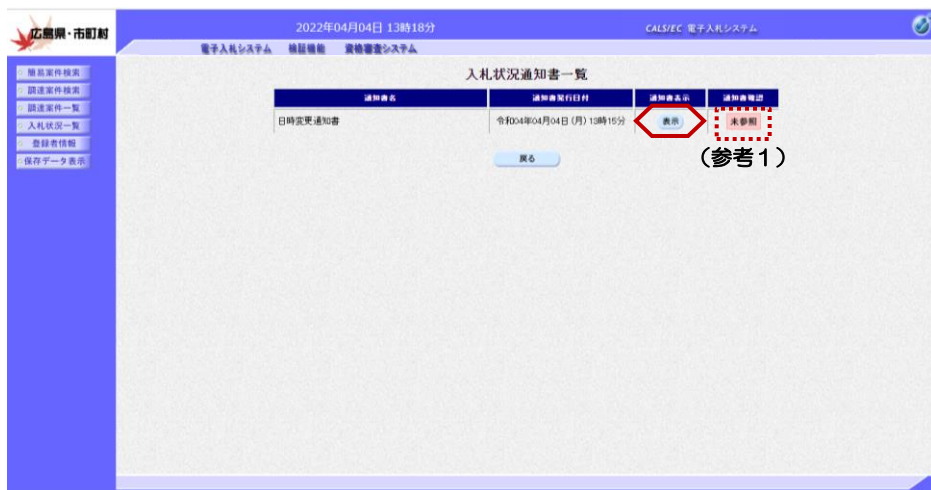 広島県・市町村
2022年04月04日 13時18分
CALS/EC 電子入札システム
電子入札システム 検証機能 資格審査システム
簡易案件検索
調達案件検索
調達案件一覧
入札状況一覧
登録者情報
保存データ表示
入札状況通知書一覧
通知書名 通知書発行日付 通知書表示 通知書確認
日時変更通知書 令和004年04月04日(月) 13時15分 表示 未参照
(参考1)
戻る